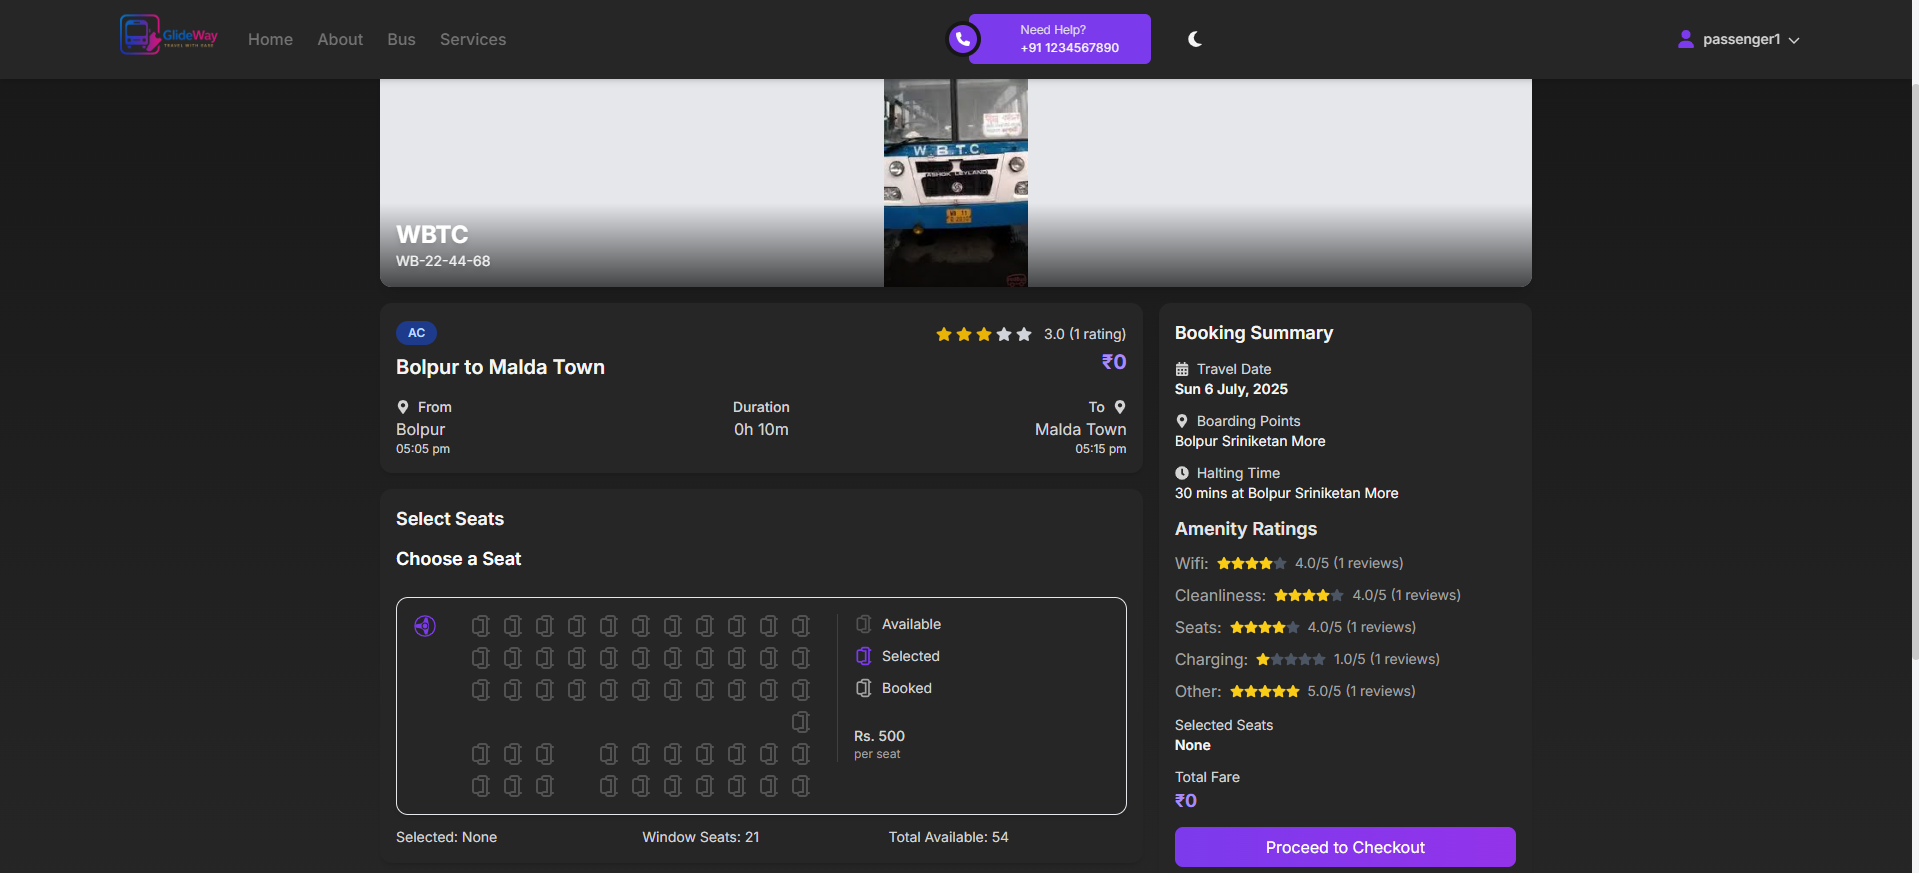 GlideWay
TRAVEL WITH EASE
Home
About
Bus
Services
Need Help?
+91 1234567890
passenger1
W.B.T.C
ASHOK LEYLAND
WBTC
WB-22-44-68
AC
3.0 (1 rating)
₹0
Bolpur to Malda Town
From
Duration
To
Bolpur
0h 10m
Malda Town
05:05 pm
05:15 pm
Select Seats
Choose a Seat
Available
Selected
Booked
Rs. 500
per seat
Selected: None
Window Seats: 21
Total Available: 54
Booking Summary
Travel Date
Sun 6 July, 2025
Boarding Points
Bolpur Sriniketan More
Halting Time
30 mins at Bolpur Sriniketan More
Amenity Ratings
Wifi: 4.0/5 (1 reviews)
Cleanliness: 4.0/5 (1 reviews)
Seats: 4.0/5 (1 reviews)
Charging: 1.0/5 (1 reviews)
Other: 5.0/5 (1 reviews)
Selected Seats
None
Total Fare
₹0
Proceed to Checkout